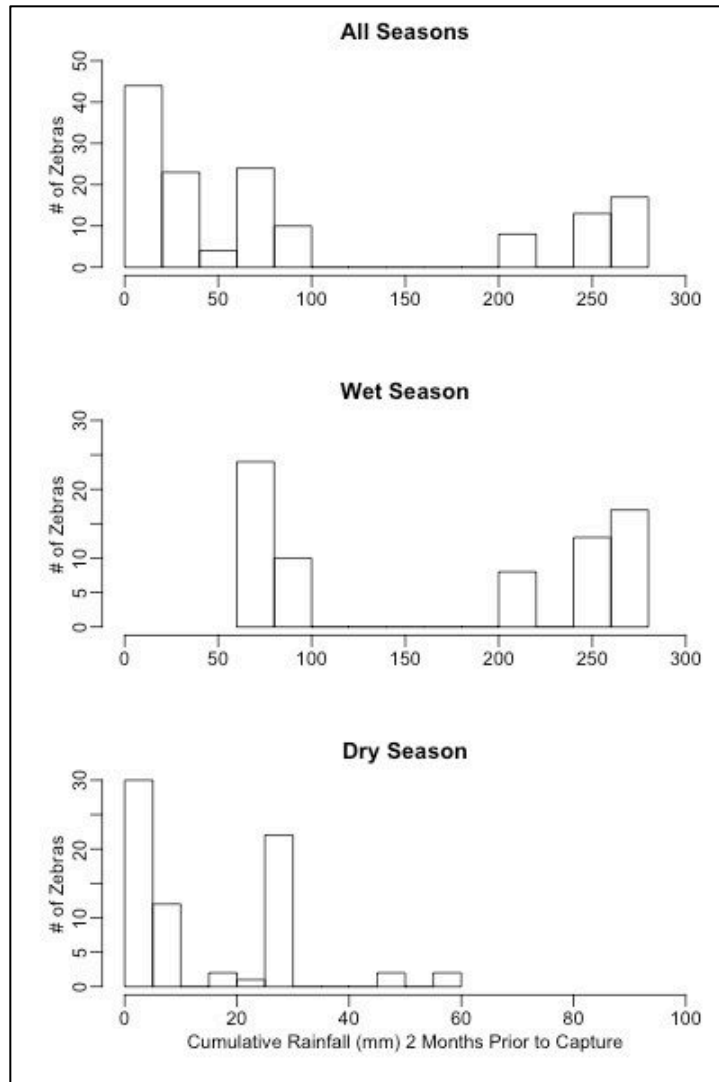 All Seasons
# of Zebras
0 10 20 30 40 50
0 50 100 150 200 250 300
Wet Season
# of Zebras
0 5 10 20 30
0 50 100 150 200 250 300
Dry Season
# of Zebras
0 5 10 20 30
0 20 40 60 80 100
Cumulative Rainfall (mm) 2 Months Prior to Capture